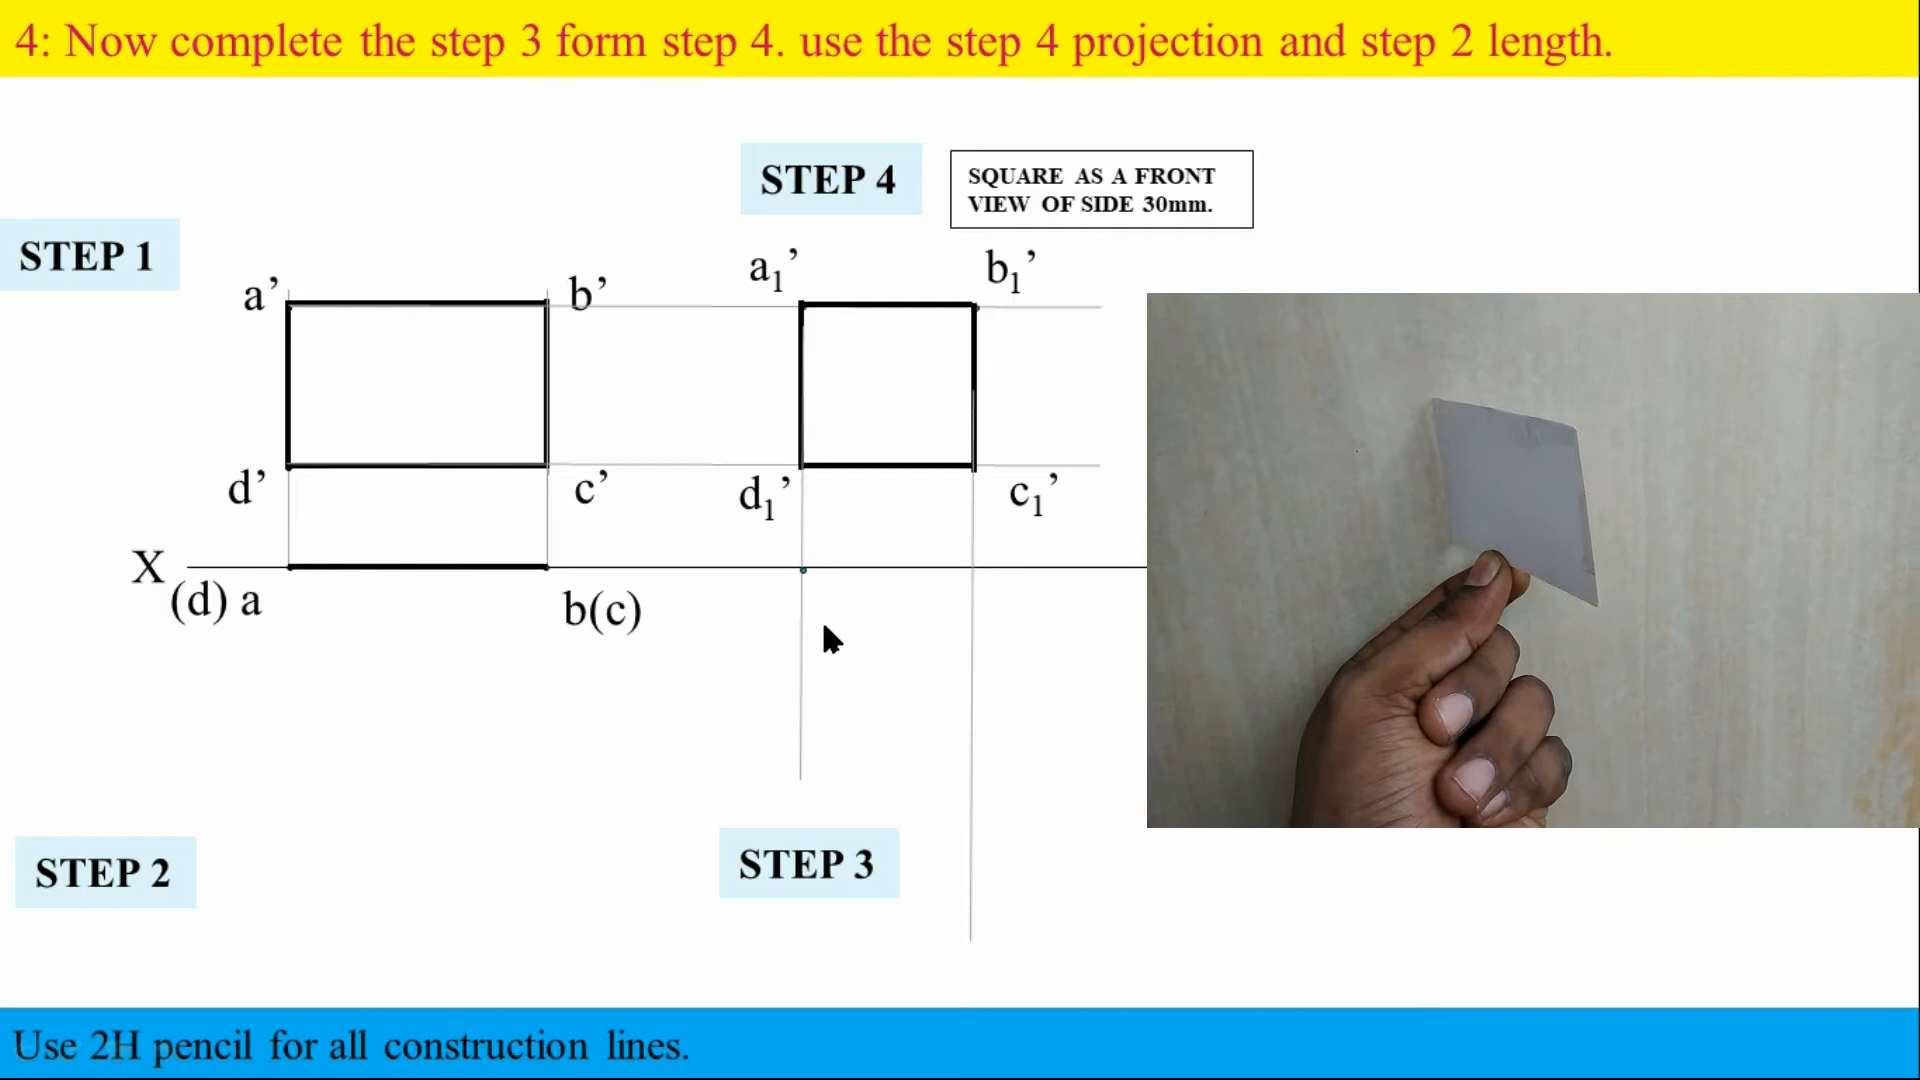 4: Now complete the step 3 form step 4. use the step 4 projection and step 2 length.
STEP 4
SQUARE AS A FRONT
VIEW OF SIDE 30mm.
STEP 1
a’
b’
a₁’
b₁’
d’
c’
d₁’
c₁’
X
(d) a
b(c)
STEP 2
STEP 3
Use 2H pencil for all construction lines.